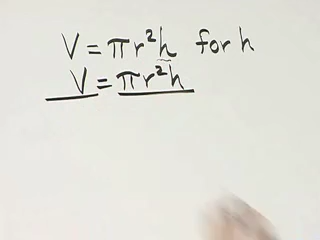 V = πr²h for h
V = πr²h